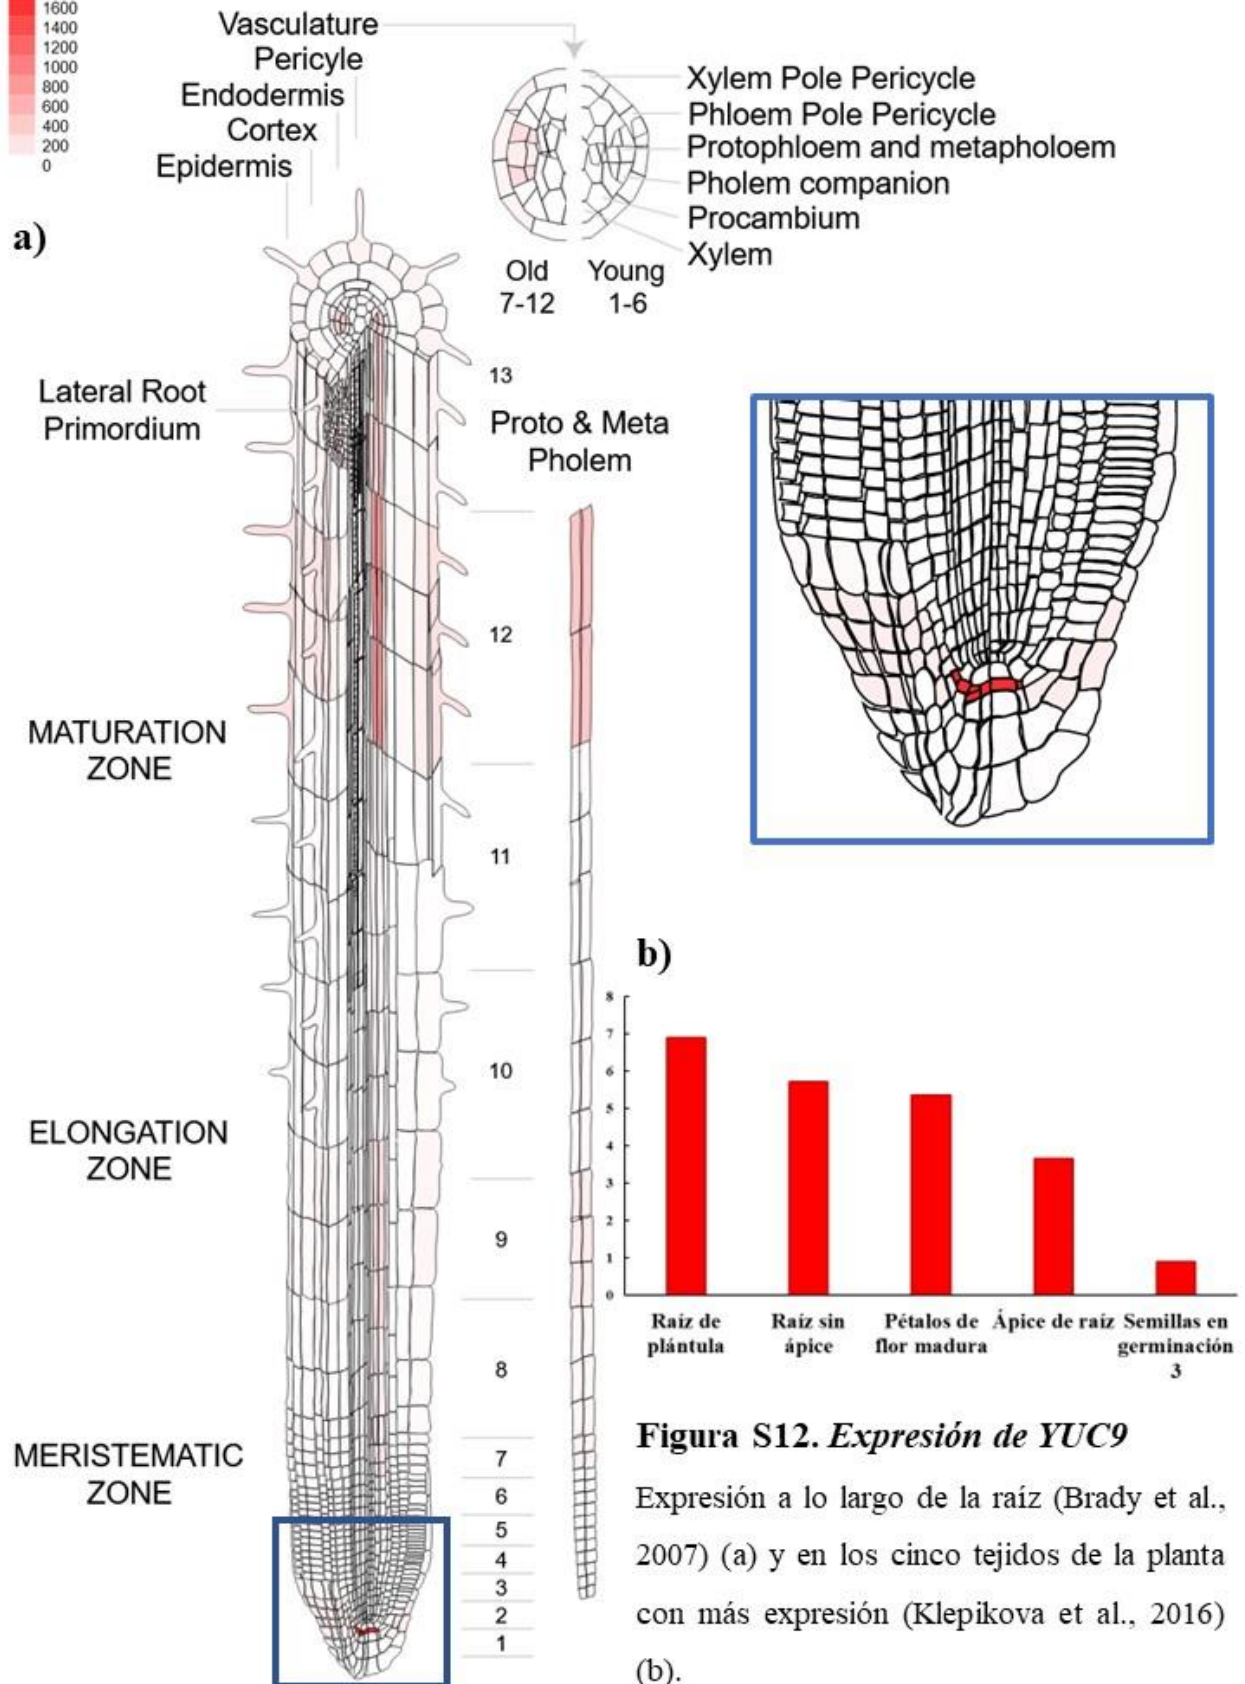 1600
1400
1200
1000
800
600
400
200
0
Vasculature
Pericyle
Endodermis
Cortex
Epidermis
Xylem Pole Pericycle
Phloem Pole Pericycle
Protophloem and metapholoem
Pholem companion
Procambium
Xylem
Old
7-12
Young
1-6
a)
13
Lateral Root
Primordium
Proto & Meta
Pholem
12
MATURATION
ZONE
11
10
ELONGATION
ZONE
9
8
MERISTEMATIC
ZONE
7
6
5
4
3
2
1
b)
8
7
6
5
4
3
2
1
0
Raíz de
plántula
Raíz sin
ápice
Pétalos de
flor madura
Ápice de raíz
Semillas en
germinación
3
Figura S12. Expresión de YUC9
Expresión a lo largo de la raíz (Brady et al.,
2007) (a) y en los cinco tejidos de la planta
con más expresión (Klepikova et al., 2016)
(b).